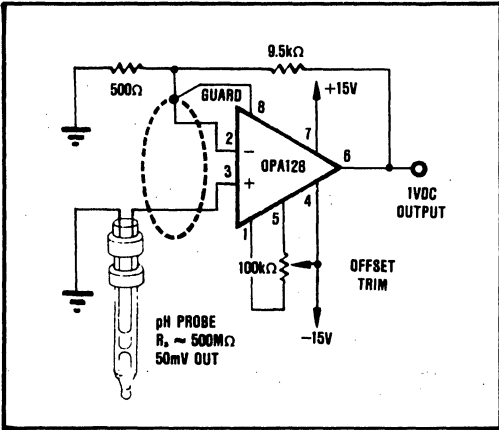 9.5kΩ
500Ω
GUARD
8
+15V
7
2
−
OPA128
6
3
+
1VDC
OUTPUT
4
5
1
100kΩ
OFFSET
TRIM
−15V
pH PROBE
Rs ≈ 500MΩ
50mV OUT